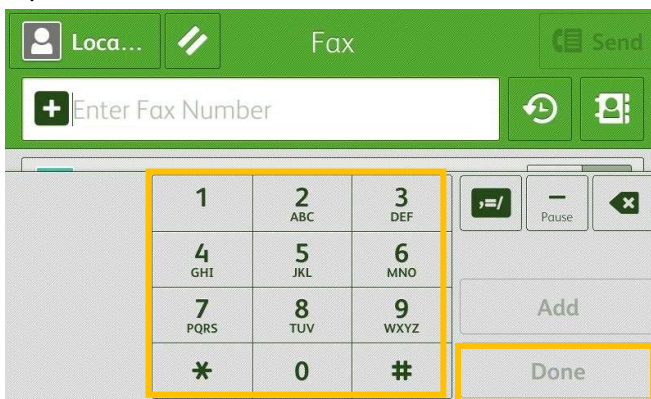 Loca... Fax Send
Enter Fax Number
1 2 3 ,=/ –
ABC DEF Pause
4 5 6
GHI JKL MNO
7 8 9 Add
PQRS TUV WXYZ
* 0 # Done